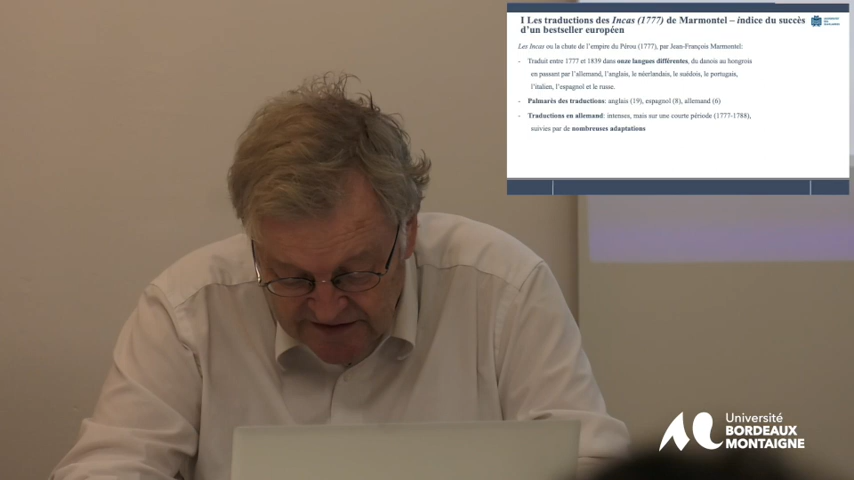 I Les traductions des Incas (1777) de Marmontel – indice du succès
d'un bestseller européen
Les Incas ou la chute de l'empire du Pérou (1777), par Jean-François Marmontel:
- Traduit entre 1777 et 1839 dans onze langues différentes, du danois au hongrois
en passant par l'allemand, l'anglais, le néerlandais, le suédois, le portugais,
l'italien, l'espagnol et le russe.
- Palmarès des traductions: anglais (19), espagnol (8), allemand (6)
- Traductions en allemand: intenses, mais sur une courte période (1777-1788),
suivies par de nombreuses adaptations
Université
BORDEAUX
MONTAIGNE